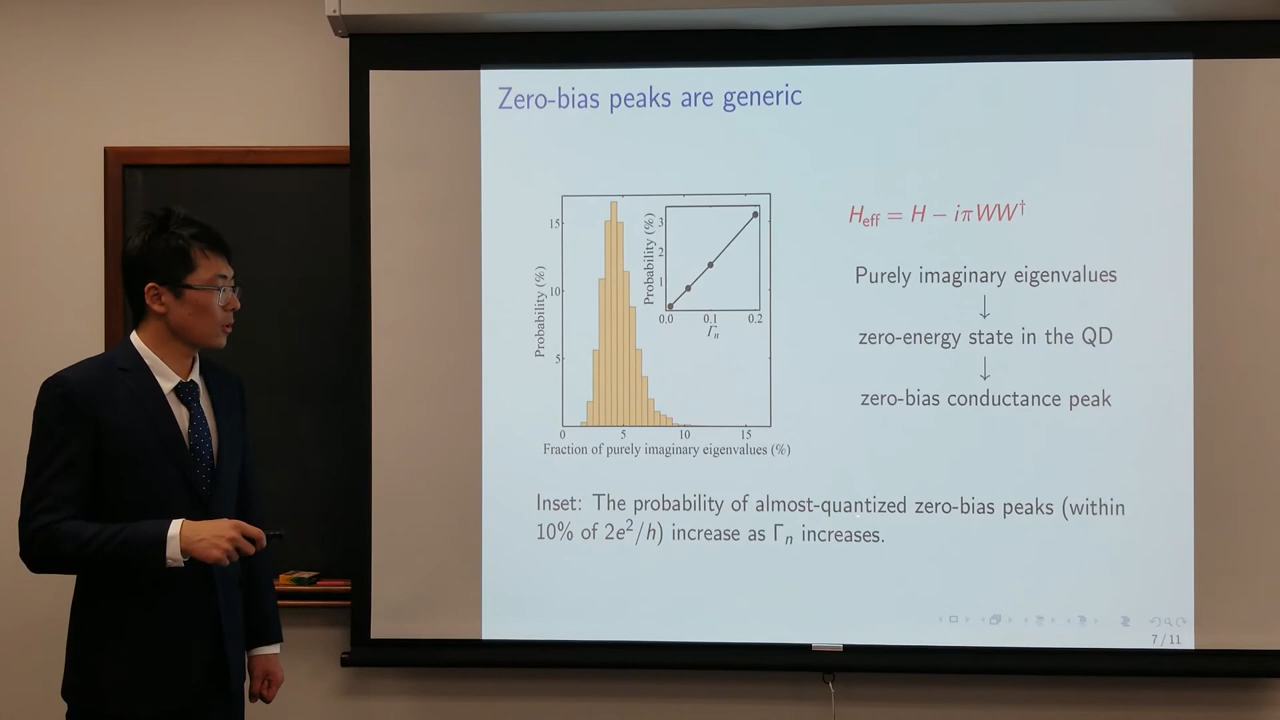 Zero-bias peaks are generic
15
10
5
Probability (%)
0
5
10
15
Fraction of purely imaginary eigenvalues (%)
3
2
1
Probability (%)
0.0
0.1
0.2
Γn
H_eff = H − iπWW†
Purely imaginary eigenvalues
↓
zero-energy state in the QD
↓
zero-bias conductance peak
Inset: The probability of almost-quantized zero-bias peaks (within
10% of 2e²/h) increase as Γn increases.
7 / 11